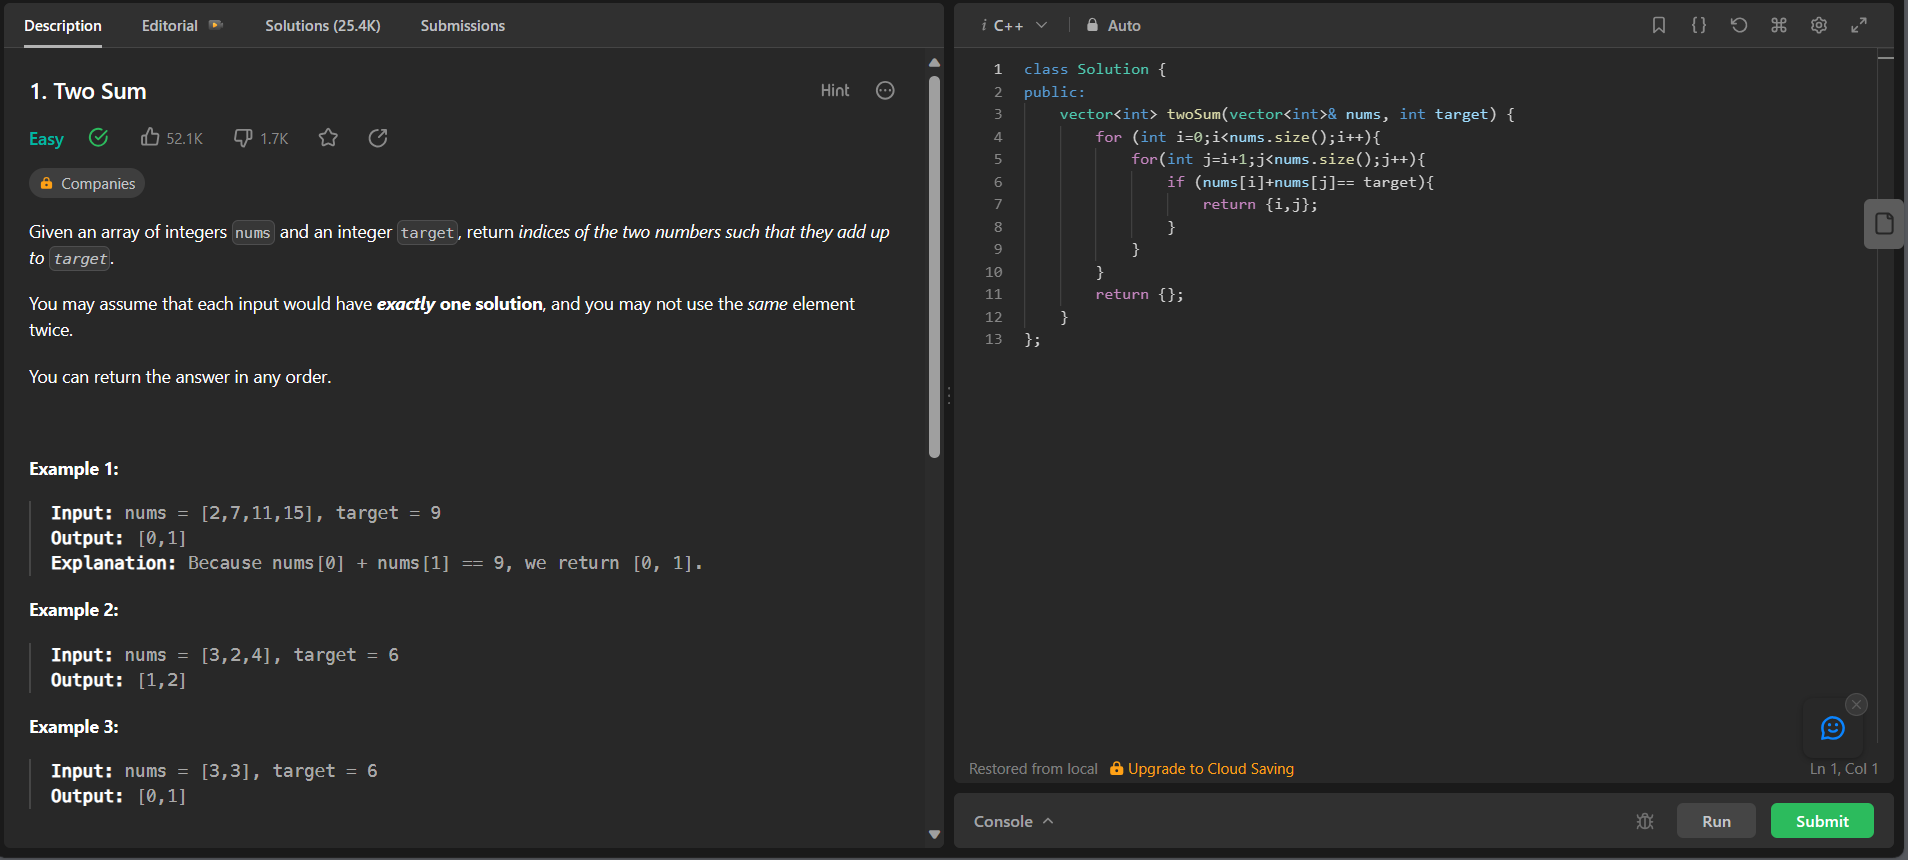 Description Editorial Solutions (25.4K) Submissions
1. Two Sum
Hint
Easy 52.1K 1.7K
Companies
Given an array of integers nums and an integer target, return indices of the two numbers such that they add up
to target.
You may assume that each input would have exactly one solution, and you may not use the same element
twice.
You can return the answer in any order.
Example 1:
Input: nums = [2,7,11,15], target = 9
Output: [0,1]
Explanation: Because nums[0] + nums[1] == 9, we return [0, 1].
Example 2:
Input: nums = [3,2,4], target = 6
Output: [1,2]
Example 3:
Input: nums = [3,3], target = 6
Output: [0,1]
i C++ Auto
1 class Solution {
2 public:
3     vector<int> twoSum(vector<int>& nums, int target) {
4         for (int i=0;i<nums.size();i++){
5             for(int j=i+1;j<nums.size();j++){
6                 if (nums[i]+nums[j]== target){
7                     return {i,j};
8                 }
9             }
10         }
11         return {};
12     }
13 };
Restored from local Upgrade to Cloud Saving Ln 1, Col 1
Console Run Submit